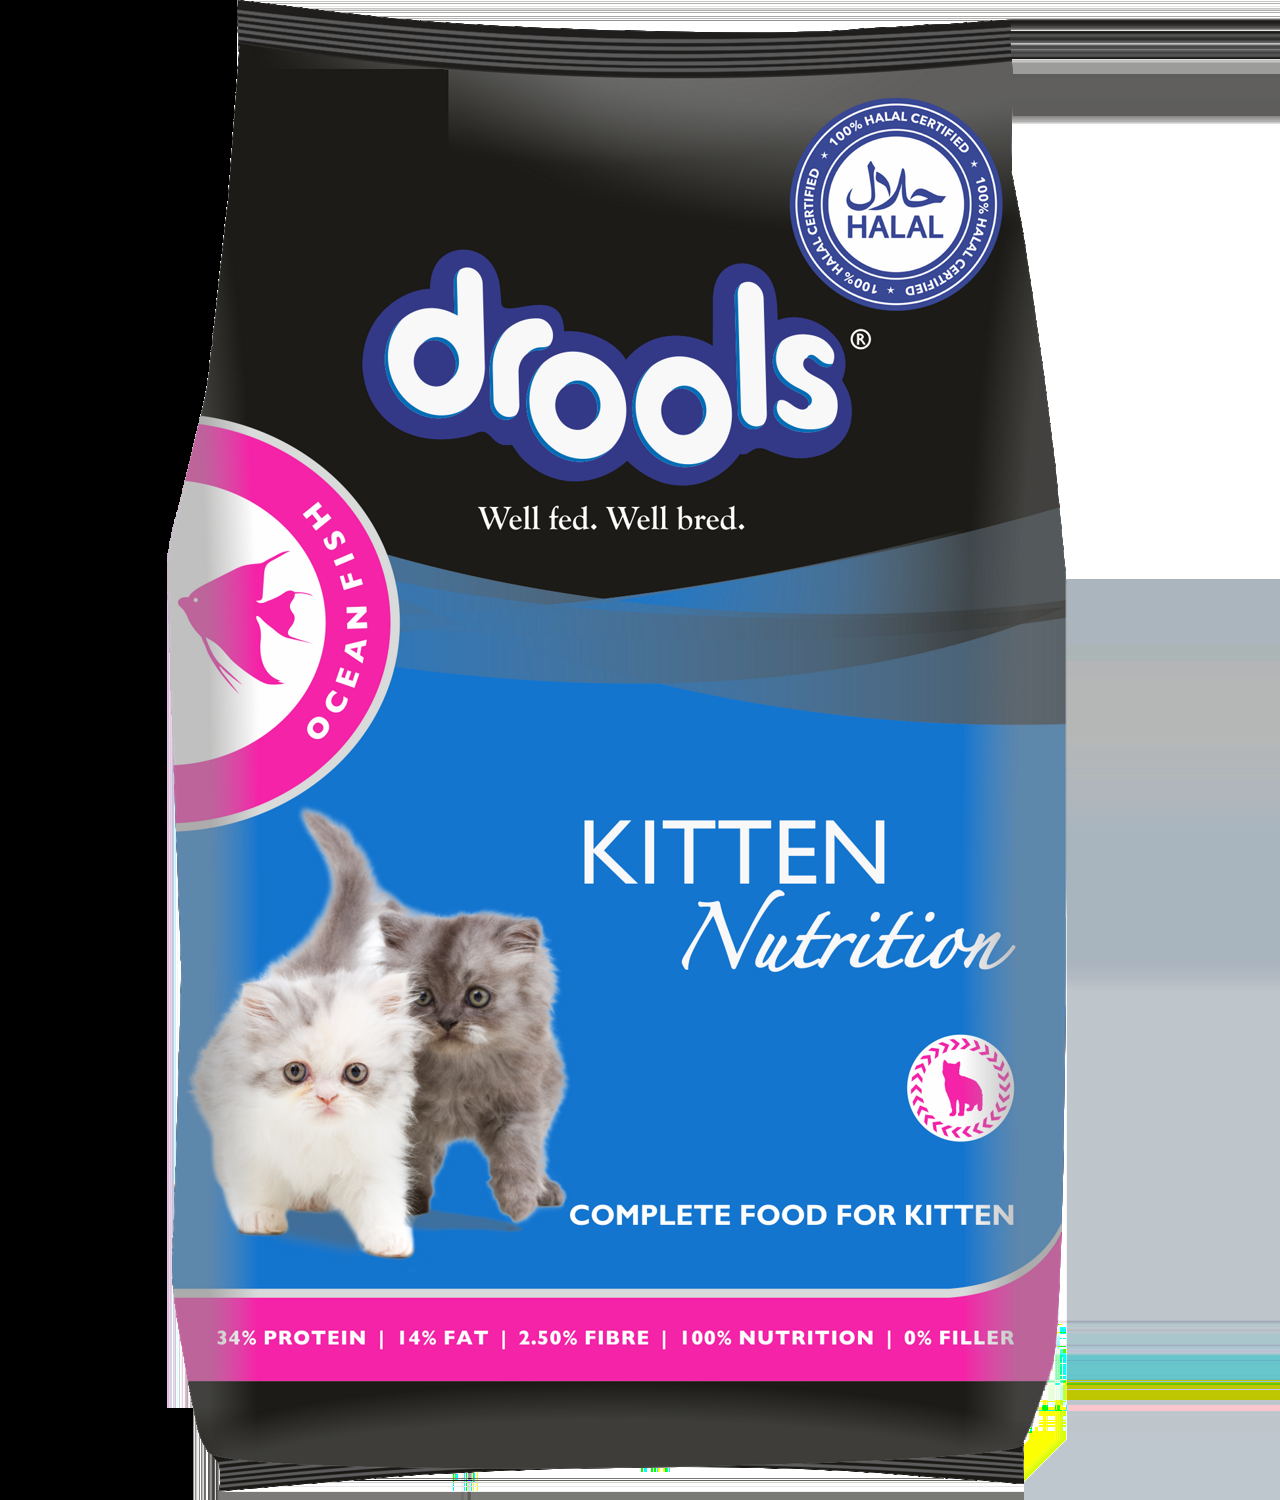 100% HALAL CERTIFIED ★ 100% HALAL CERTIFIED ★ 100% HALAL CERTIFIED ★
حلال
HALAL
drools®
Well fed. Well bred.
OCEAN FISH
KITTEN
Nutrition
COMPLETE FOOD FOR KITTEN
34% PROTEIN | 14% FAT | 2.50% FIBRE | 100% NUTRITION | 0% FILLER